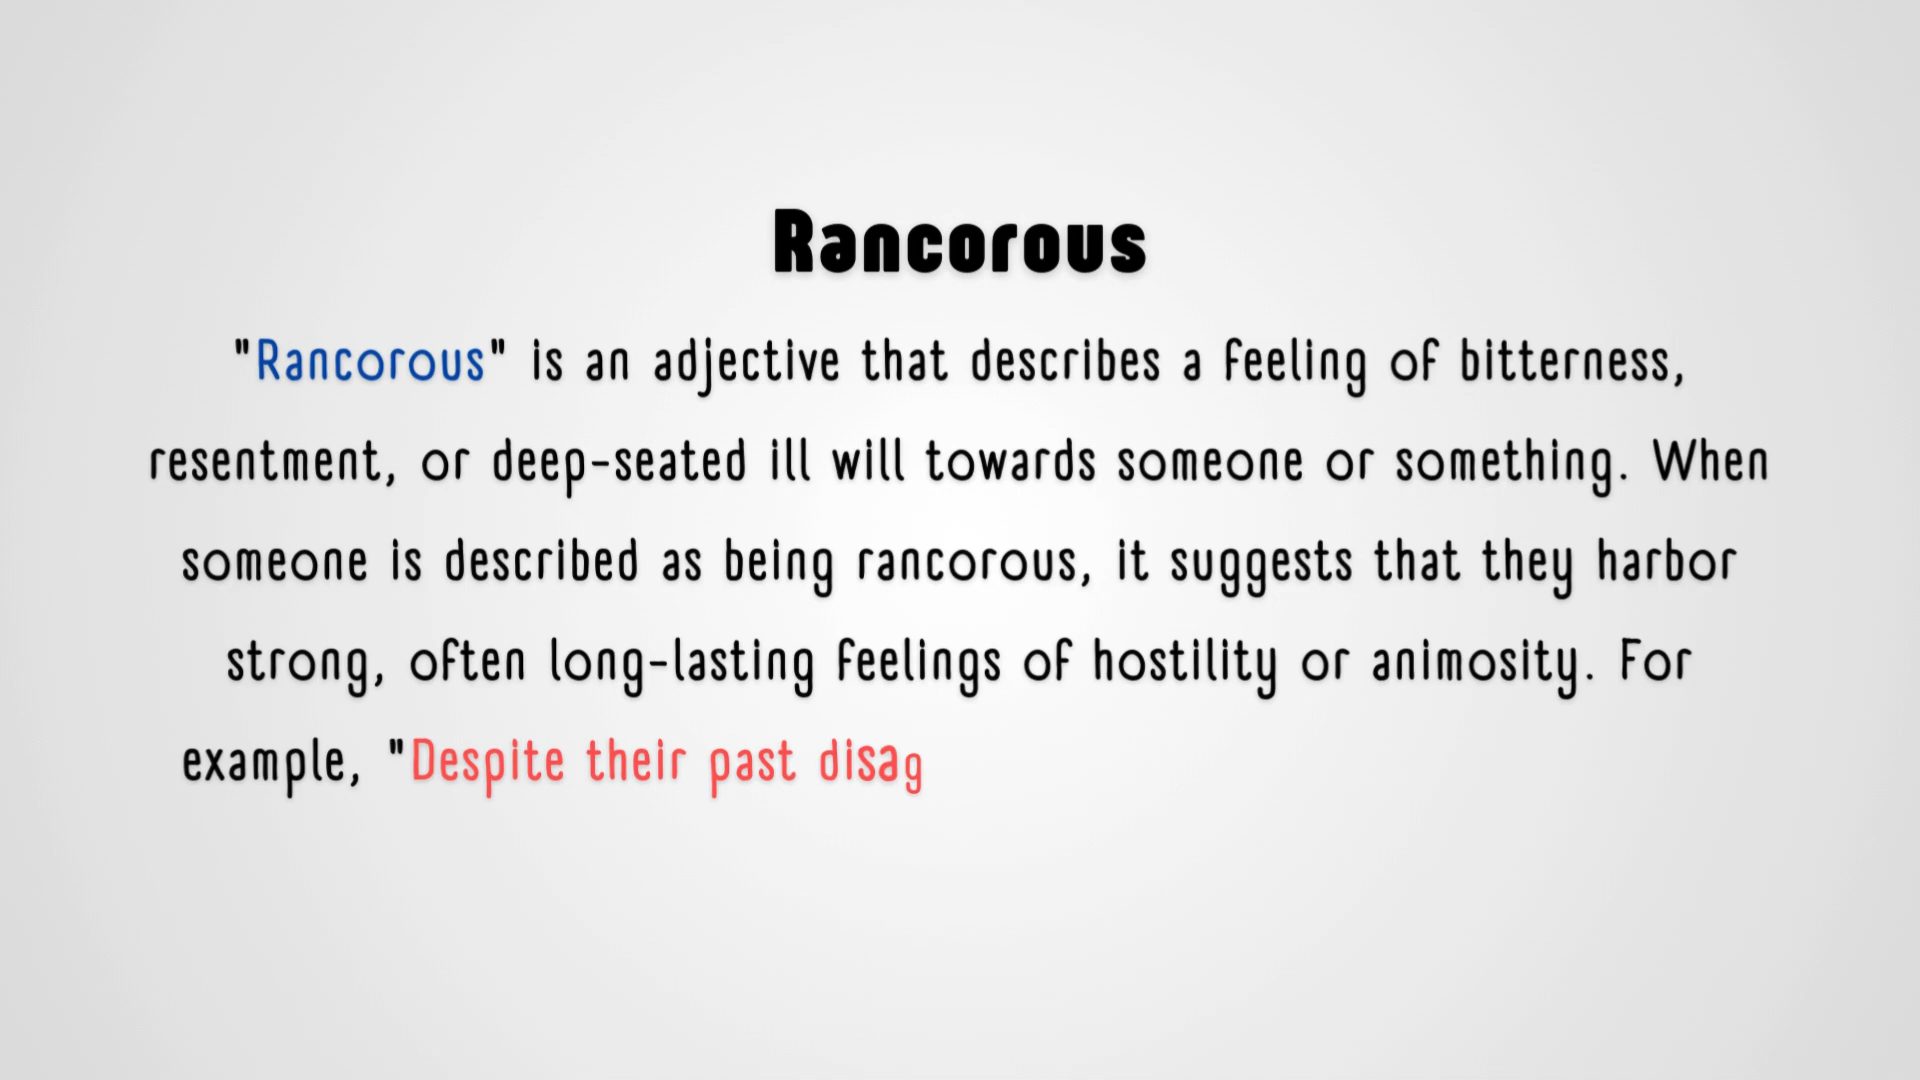 Rancorous
"Rancorous" is an adjective that describes a feeling of bitterness,
resentment, or deep-seated ill will towards someone or something. When
someone is described as being rancorous, it suggests that they harbor
strong, often long-lasting feelings of hostility or animosity. For
example, "Despite their past disag